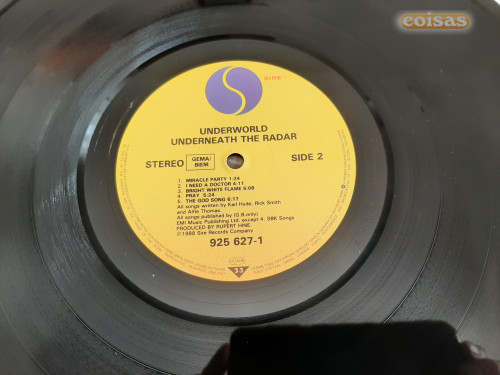 eoisas
SIRE
UNDERWORLD
UNDERNEATH THE RADAR
STEREO
GEMA/
BIEM
SIDE 2
1. MIRACLE PARTY 1:24
2. I NEED A DOCTOR 4:11
3. BRIGHT WHITE FLAME 5:08
4. PRAY 5:24
5. THE GOD SONG 6:17
All songs written by Karl Hyde, Rick Smith
and Alfie Thomas.
All songs published by (G.B.only)
EMI Music Publishing Ltd. except 4. SBK Songs
PRODUCED BY RUPERT HINE
℗1988 Sire Records Company
925 627-1
33